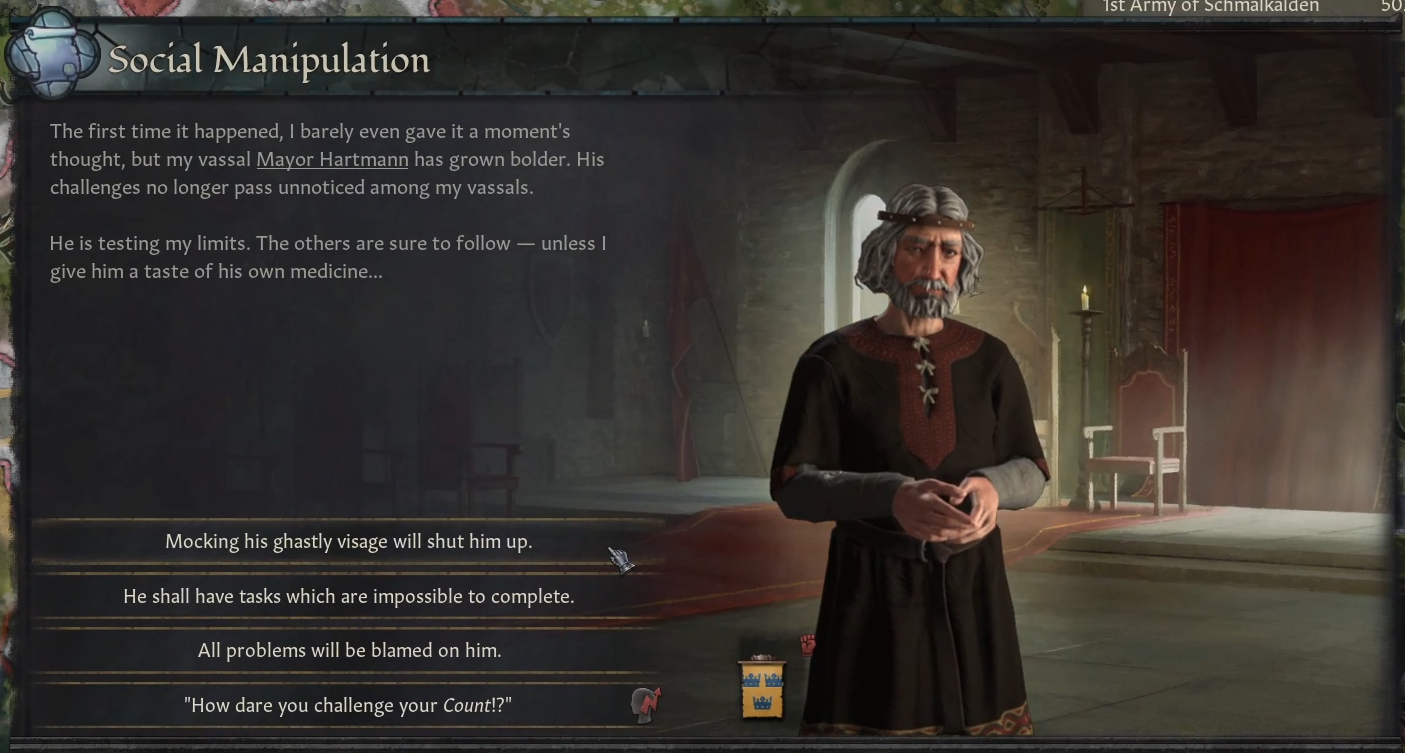 1st Army of Schmalkalden
50
Social Manipulation
The first time it happened, I barely even gave it a moment's
thought, but my vassal Mayor Hartmann has grown bolder. His
challenges no longer pass unnoticed among my vassals.
He is testing my limits. The others are sure to follow — unless I
give him a taste of his own medicine...
Mocking his ghastly visage will shut him up.
He shall have tasks which are impossible to complete.
All problems will be blamed on him.
"How dare you challenge your Count!?"